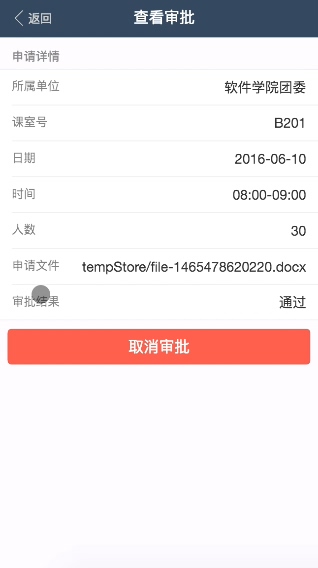 返回 查看审批
申请详情
所属单位 软件学院团委
课室号 B201
日期 2016-06-10
时间 08:00-09:00
人数 30
申请文件 tempStore/file-1465478620220.docx
审批结果 通过
取消审批